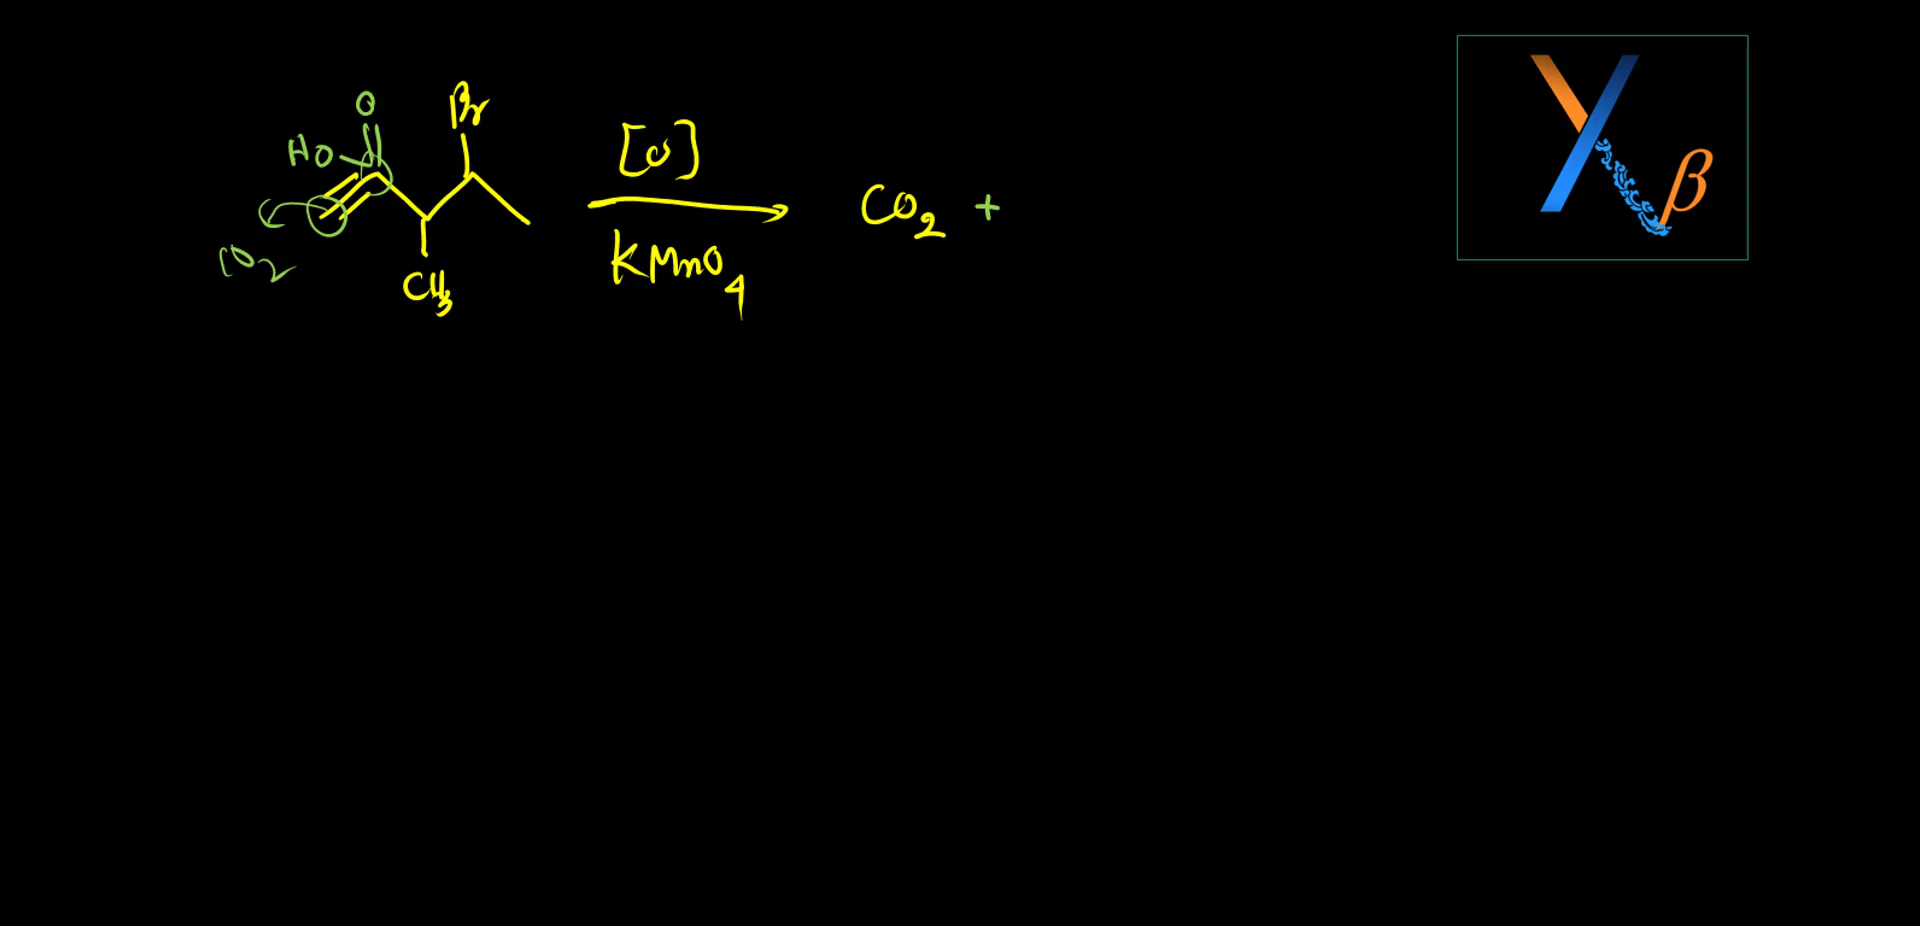 Br
O
HO
[O]
CO2 +
CO2
KMnO4
CH3
β